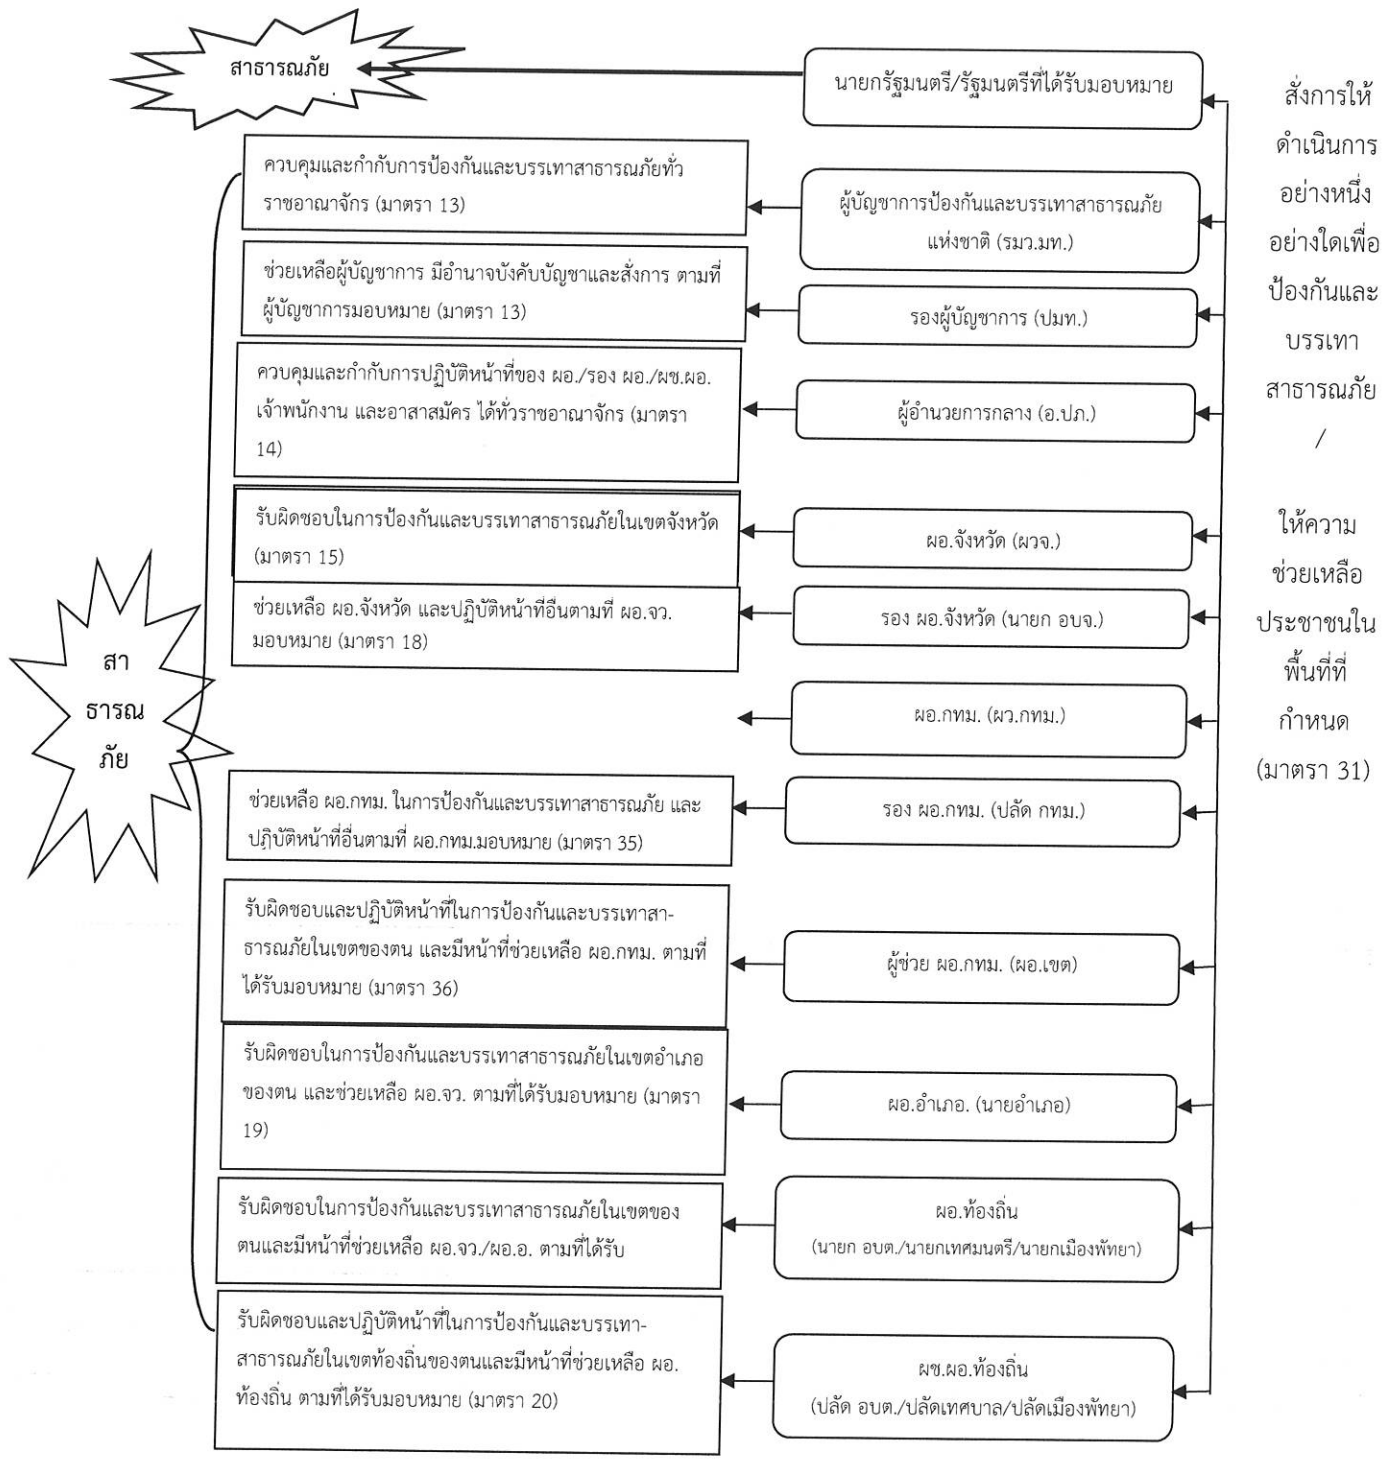 สาธารณภัย
นายกรัฐมนตรี/รัฐมนตรีที่ได้รับมอบหมาย
สั่งการให้
ดำเนินการ
อย่างหนึ่ง
อย่างใดเพื่อ
ป้องกันและ
บรรเทา
สาธารณภัย
/
ให้ความ
ช่วยเหลือ
ประชาชนใน
พื้นที่ที่
กำหนด
(มาตรา 31)
ควบคุมและกำกับการป้องกันและบรรเทาสาธารณภัยทั่ว
ราชอาณาจักร (มาตรา 13)
ผู้บัญชาการป้องกันและบรรเทาสาธารณภัย
แห่งชาติ (รมว.มท.)
ช่วยเหลือผู้บัญชาการ มีอำนาจบังคับบัญชาและสั่งการ ตามที่
ผู้บัญชาการมอบหมาย (มาตรา 13)
รองผู้บัญชาการ (ปมท.)
ควบคุมและกำกับการปฏิบัติหน้าที่ของ ผอ./รอง ผอ./ผช.ผอ.
เจ้าพนักงาน และอาสาสมัคร ได้ทั่วราชอาณาจักร (มาตรา
14)
ผู้อำนวยการกลาง (อ.ปภ.)
รับผิดชอบในการป้องกันและบรรเทาสาธารณภัยในเขตจังหวัด
(มาตรา 15)
ผอ.จังหวัด (ผวจ.)
ช่วยเหลือ ผอ.จังหวัด และปฏิบัติหน้าที่อื่นตามที่ ผอ.จว.
มอบหมาย (มาตรา 18)
รอง ผอ.จังหวัด (นายก อบจ.)
สา
ธารณ
ภัย
ผอ.กทม. (ผว.กทม.)
ช่วยเหลือ ผอ.กทม. ในการป้องกันและบรรเทาสาธารณภัย และ
ปฏิบัติหน้าที่อื่นตามที่ ผอ.กทม.มอบหมาย (มาตรา 35)
รอง ผอ.กทม. (ปลัด กทม.)
รับผิดชอบและปฏิบัติหน้าที่ในการป้องกันและบรรเทาสา-
ธารณภัยในเขตของตน และมีหน้าที่ช่วยเหลือ ผอ.กทม. ตามที่
ได้รับมอบหมาย (มาตรา 36)
ผู้ช่วย ผอ.กทม. (ผอ.เขต)
รับผิดชอบในการป้องกันและบรรเทาสาธารณภัยในเขตอำเภอ
ของตน และช่วยเหลือ ผอ.จว. ตามที่ได้รับมอบหมาย (มาตรา
19)
ผอ.อำเภอ. (นายอำเภอ)
รับผิดชอบในการป้องกันและบรรเทาสาธารณภัยในเขตของ
ตนและมีหน้าที่ช่วยเหลือ ผอ.จว./ผอ.อ. ตามที่ได้รับ
ผอ.ท้องถิ่น
(นายก อบต./นายกเทศมนตรี/นายกเมืองพัทยา)
รับผิดชอบและปฏิบัติหน้าที่ในการป้องกันและบรรเทา-
สาธารณภัยในเขตท้องถิ่นของตนและมีหน้าที่ช่วยเหลือ ผอ.
ท้องถิ่น ตามที่ได้รับมอบหมาย (มาตรา 20)
ผช.ผอ.ท้องถิ่น
(ปลัด อบต./ปลัดเทศบาล/ปลัดเมืองพัทยา)